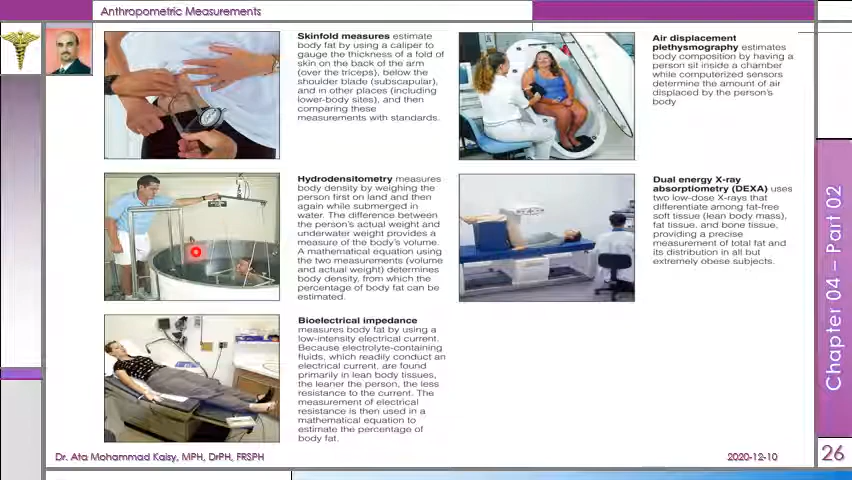 Anthropometric Measurements
Skinfold measures estimate
body fat by using a caliper to
gauge the thickness of a fold of
skin on the back of the arm
(over the triceps), below the
shoulder blade (subscapular),
and in other places (including
lower-body sites), and then
comparing these
measurements with standards.
Air displacement
plethysmography estimates
body composition by having a
person sit inside a chamber
while computerized sensors
determine the amount of air
displaced by the person's
body
Hydrodensitometry measures
body density by weighing the
person first on land and then
again while submerged in
water. The difference between
the person's actual weight and
underwater weight provides a
measure of the body's volume.
A mathematical equation using
the two measurements (volume
and actual weight) determines
body density, from which the
percentage of body fat can be
estimated.
Dual energy X-ray
absorptiometry (DEXA) uses
two low-dose X-rays that
differentiate among fat-free
soft tissue (lean body mass),
fat tissue, and bone tissue,
providing a precise
measurement of total fat and
its distribution in all but
extremely obese subjects.
Bioelectrical impedance
measures body fat by using a
low-intensity electrical current.
Because electrolyte-containing
fluids, which readily conduct an
electrical current, are found
primarily in lean body tissues,
the leaner the person, the less
resistance to the current. The
measurement of electrical
resistance is then used in a
mathematical equation to
estimate the percentage of
body fat.
Chapter 04 – Part 02
Dr. Ata Mohammad Kaisy, MPH, DrPH, FRSPH
2020-12-10
26